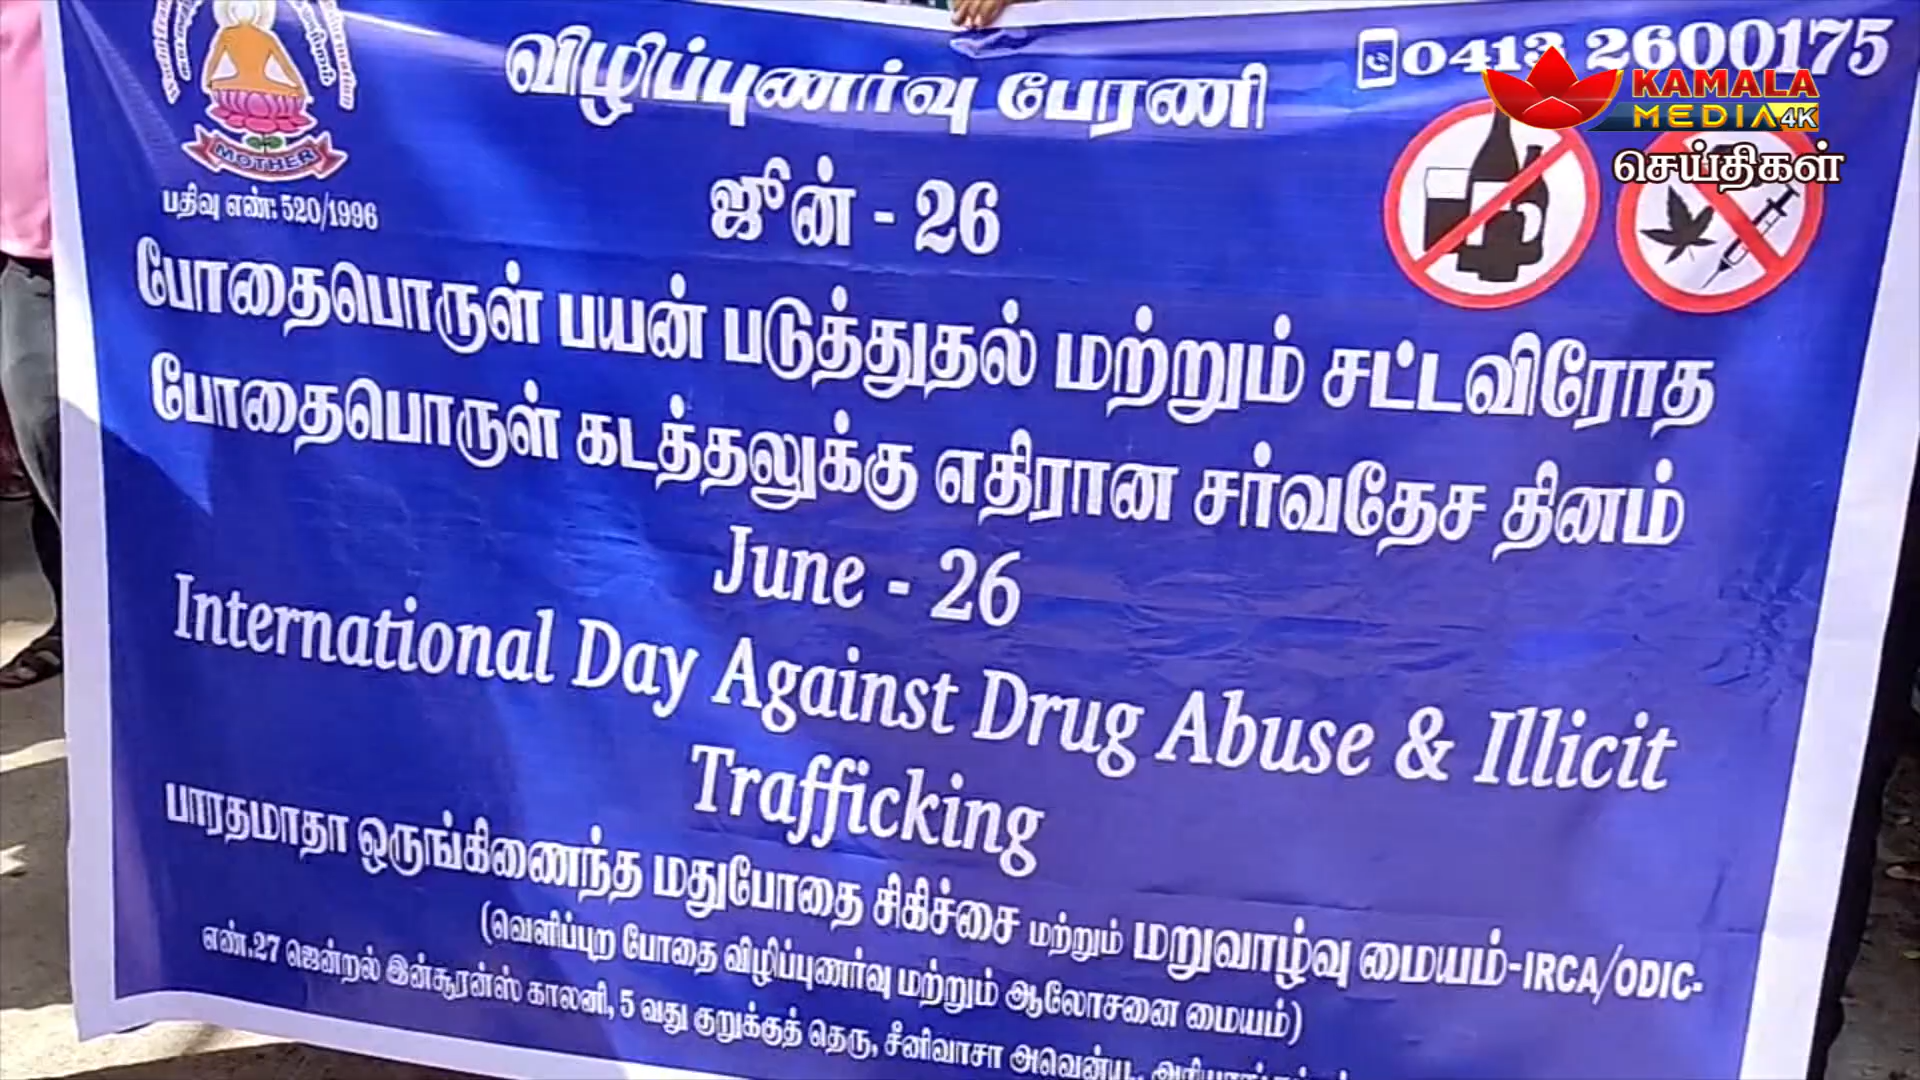 விழிப்புணர்வு பேரணி
0413 2600175
KAMALA
MEDIA 4K
செய்திகள்
MOTHER
பதிவு எண்: 520/1996
ஜூன் - 26
போதைபொருள் பயன் படுத்துதல் மற்றும் சட்டவிரோத
போதைபொருள் கடத்தலுக்கு எதிரான சர்வதேச தினம்
June - 26
International Day Against Drug Abuse & Illicit
Trafficking
பாரதமாதா ஒருங்கிணைந்த மதுபோதை சிகிச்சை மற்றும் மறுவாழ்வு மையம்-IRCA/ODIC-
(வெளிப்புற போதை விழிப்புணர்வு மற்றும் ஆலோசனை மையம்)
எண்.27 ஜென்றல் இன்சூரன்ஸ் காலனி, 5 வது குறுக்குத் தெரு, சீனிவாசா அவென்யூ,